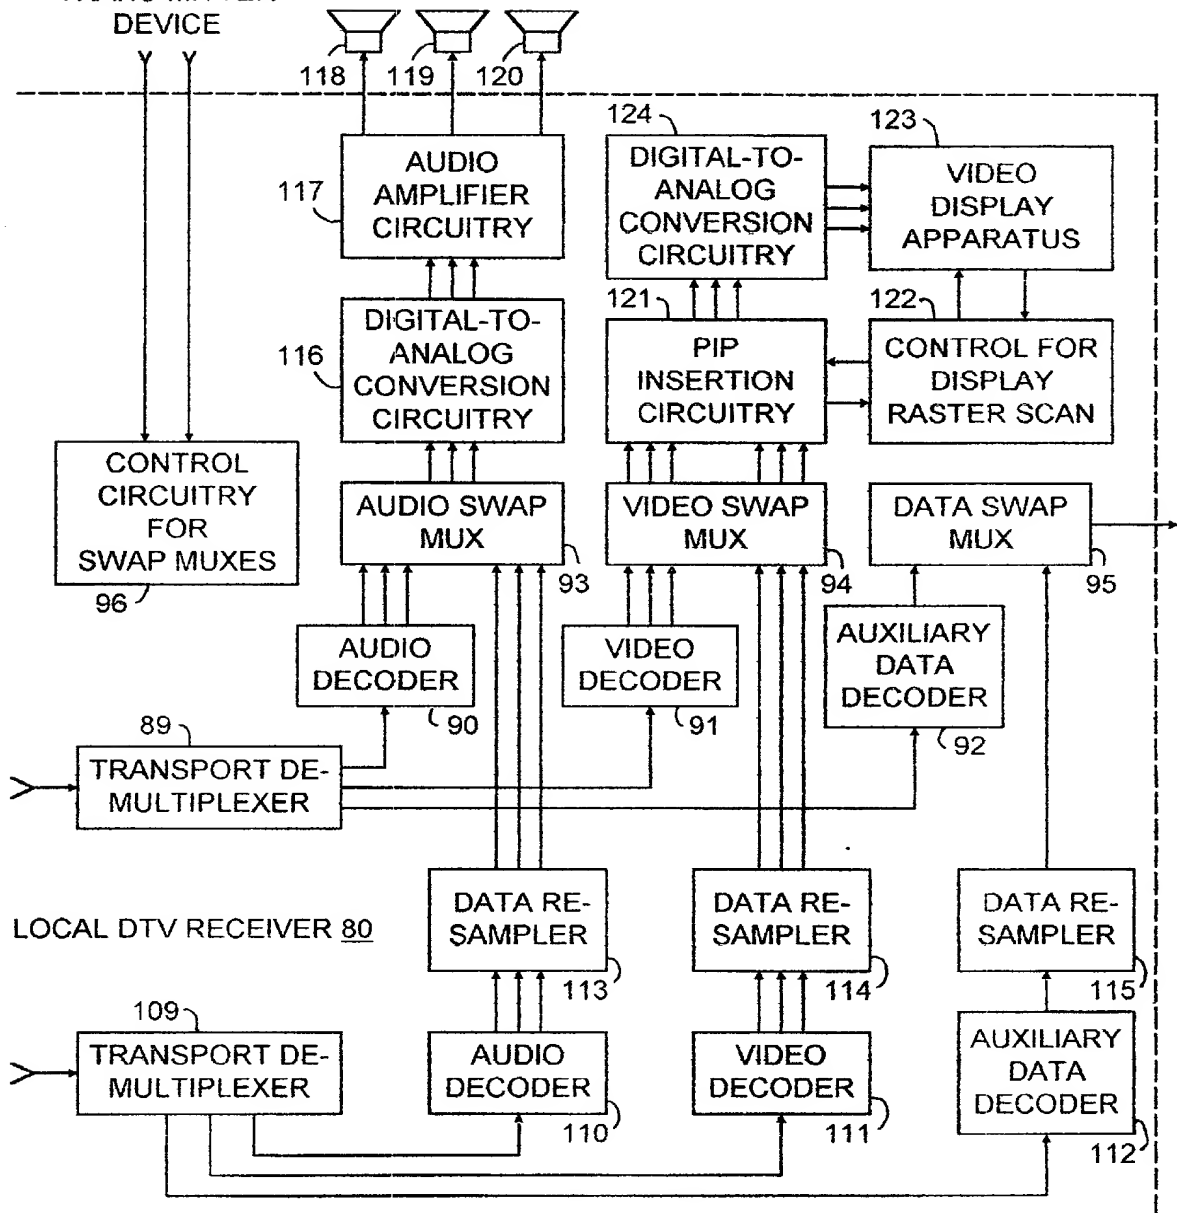 DEVICE
118
119
120
124
123
117
AUDIO
AMPLIFIER
CIRCUITRY
DIGITAL-TO-
ANALOG
CONVERSION
CIRCUITRY
VIDEO
DISPLAY
APPARATUS
121
122
116
DIGITAL-TO-
ANALOG
CONVERSION
CIRCUITRY
PIP
INSERTION
CIRCUITRY
CONTROL FOR
DISPLAY
RASTER SCAN
CONTROL
CIRCUITRY
FOR
SWAP MUXES
96
AUDIO SWAP
MUX
93
VIDEO SWAP
MUX
94
DATA SWAP
MUX
95
AUDIO
DECODER
90
VIDEO
DECODER
91
AUXILIARY
DATA
DECODER
92
89
TRANSPORT DE-
MULTIPLEXER
LOCAL DTV RECEIVER 80
DATA RE-
SAMPLER
113
DATA RE-
SAMPLER
114
DATA RE-
SAMPLER
115
109
TRANSPORT DE-
MULTIPLEXER
AUDIO
DECODER
110
VIDEO
DECODER
111
AUXILIARY
DATA
DECODER
112